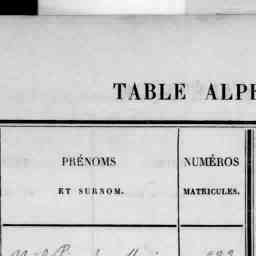 TABLE ALPH
PRÉNOMS
ET SURNOM.
NUMÉROS
MATRICULES.